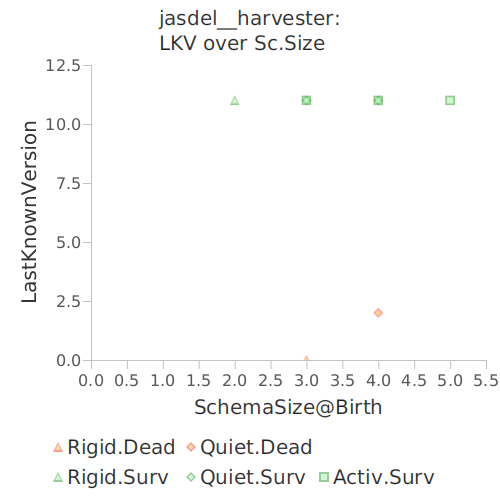 jasdel__harvester:
LKV over Sc.Size
12.5
10.0
7.5
5.0
2.5
0.0
LastKnownVersion
0.0 0.5 1.0 1.5 2.0 2.5 3.0 3.5 4.0 4.5 5.0 5.5
SchemaSize@Birth
Rigid.Dead Quiet.Dead
Rigid.Surv Quiet.Surv Activ.Surv